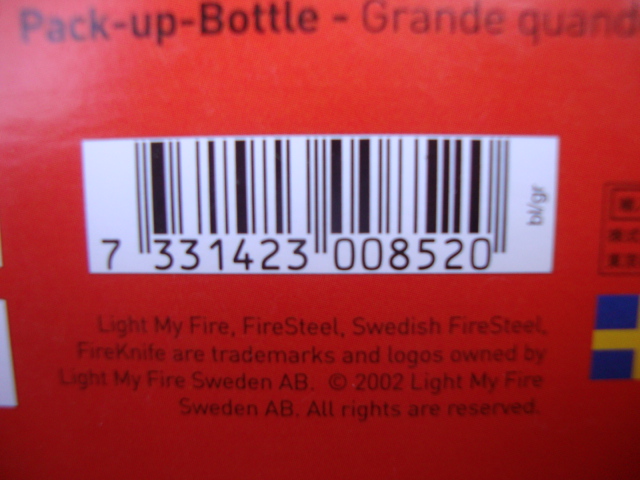 Pack-up-Bottle - Grande quand
7 331423 008520
bl/gr
Light My Fire, FireSteel, Swedish FireSteel,
FireKnife are trademarks and logos owned by
Light My Fire Sweden AB. © 2002 Light My Fire
Sweden AB. All rights are reserved.